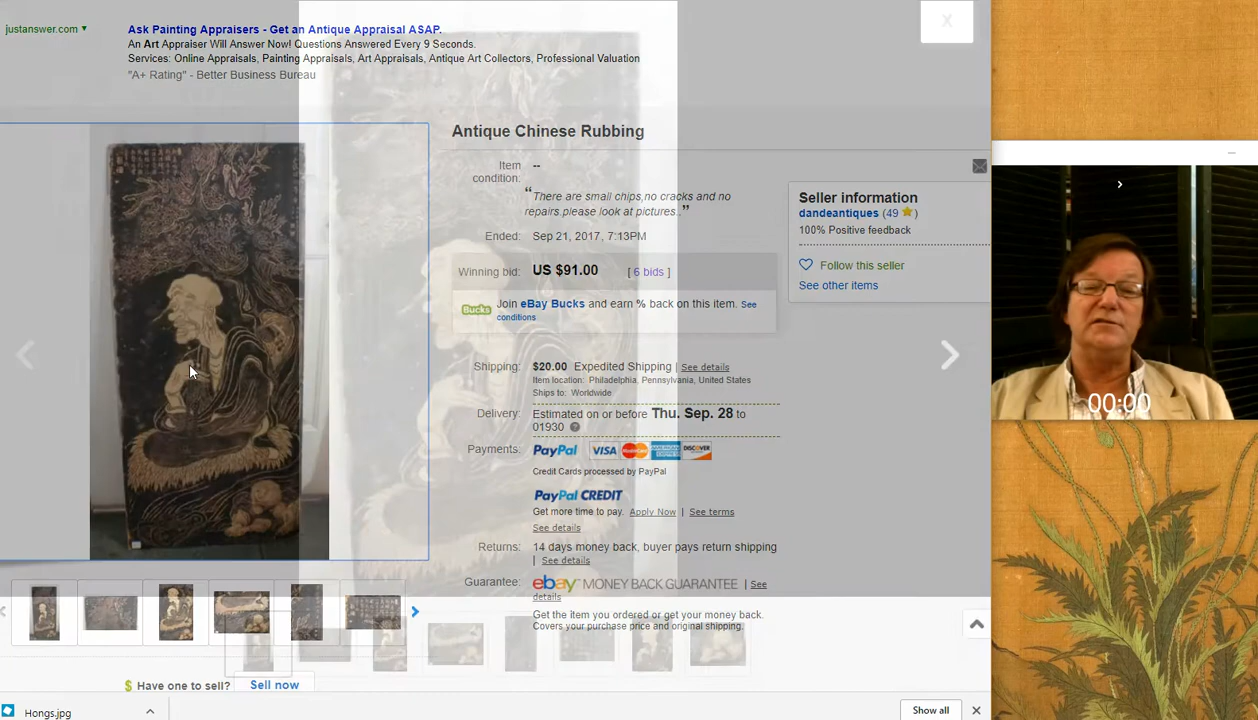 justanswer.com
Ask Painting Appraisers - Get an Antique Appraisal ASAP.
An Art Appraiser Will Answer Now! Questions Answered Every 9 Seconds.
Services: Online Appraisals, Painting Appraisals, Art Appraisals, Antique Art Collectors, Professional Valuation
"A+ Rating" - Better Business Bureau
X
Antique Chinese Rubbing
Item condition: --
"There are small chips,no cracks and no
repairs.please look at pictures.."
Ended: Sep 21, 2017, 7:13PM
Winning bid: US $91.00 [ 6 bids ]
Bucks Join eBay Bucks and earn % back on this item. See
conditions
Shipping: $20.00 Expedited Shipping | See details
Item location: Philadelphia, Pennsylvania, United States
Ships to: Worldwide
Delivery: Estimated on or before Thu. Sep. 28 to
01930
Payments: PayPal VISA MasterCard AMERICAN EXPRESS DISCOVER
Credit Cards processed by PayPal
PayPal CREDIT
Get more time to pay. Apply Now | See terms
See details
Returns: 14 days money back, buyer pays return shipping
| See details
Guarantee: ebay MONEY BACK GUARANTEE | See
details
Get the item you ordered or get your money back.
Covers your purchase price and original shipping.
Seller information
dandeantiques (49)
100% Positive feedback
Follow this seller
See other items
00:00
$ Have one to sell? Sell now
Hongs.jpg
Show all